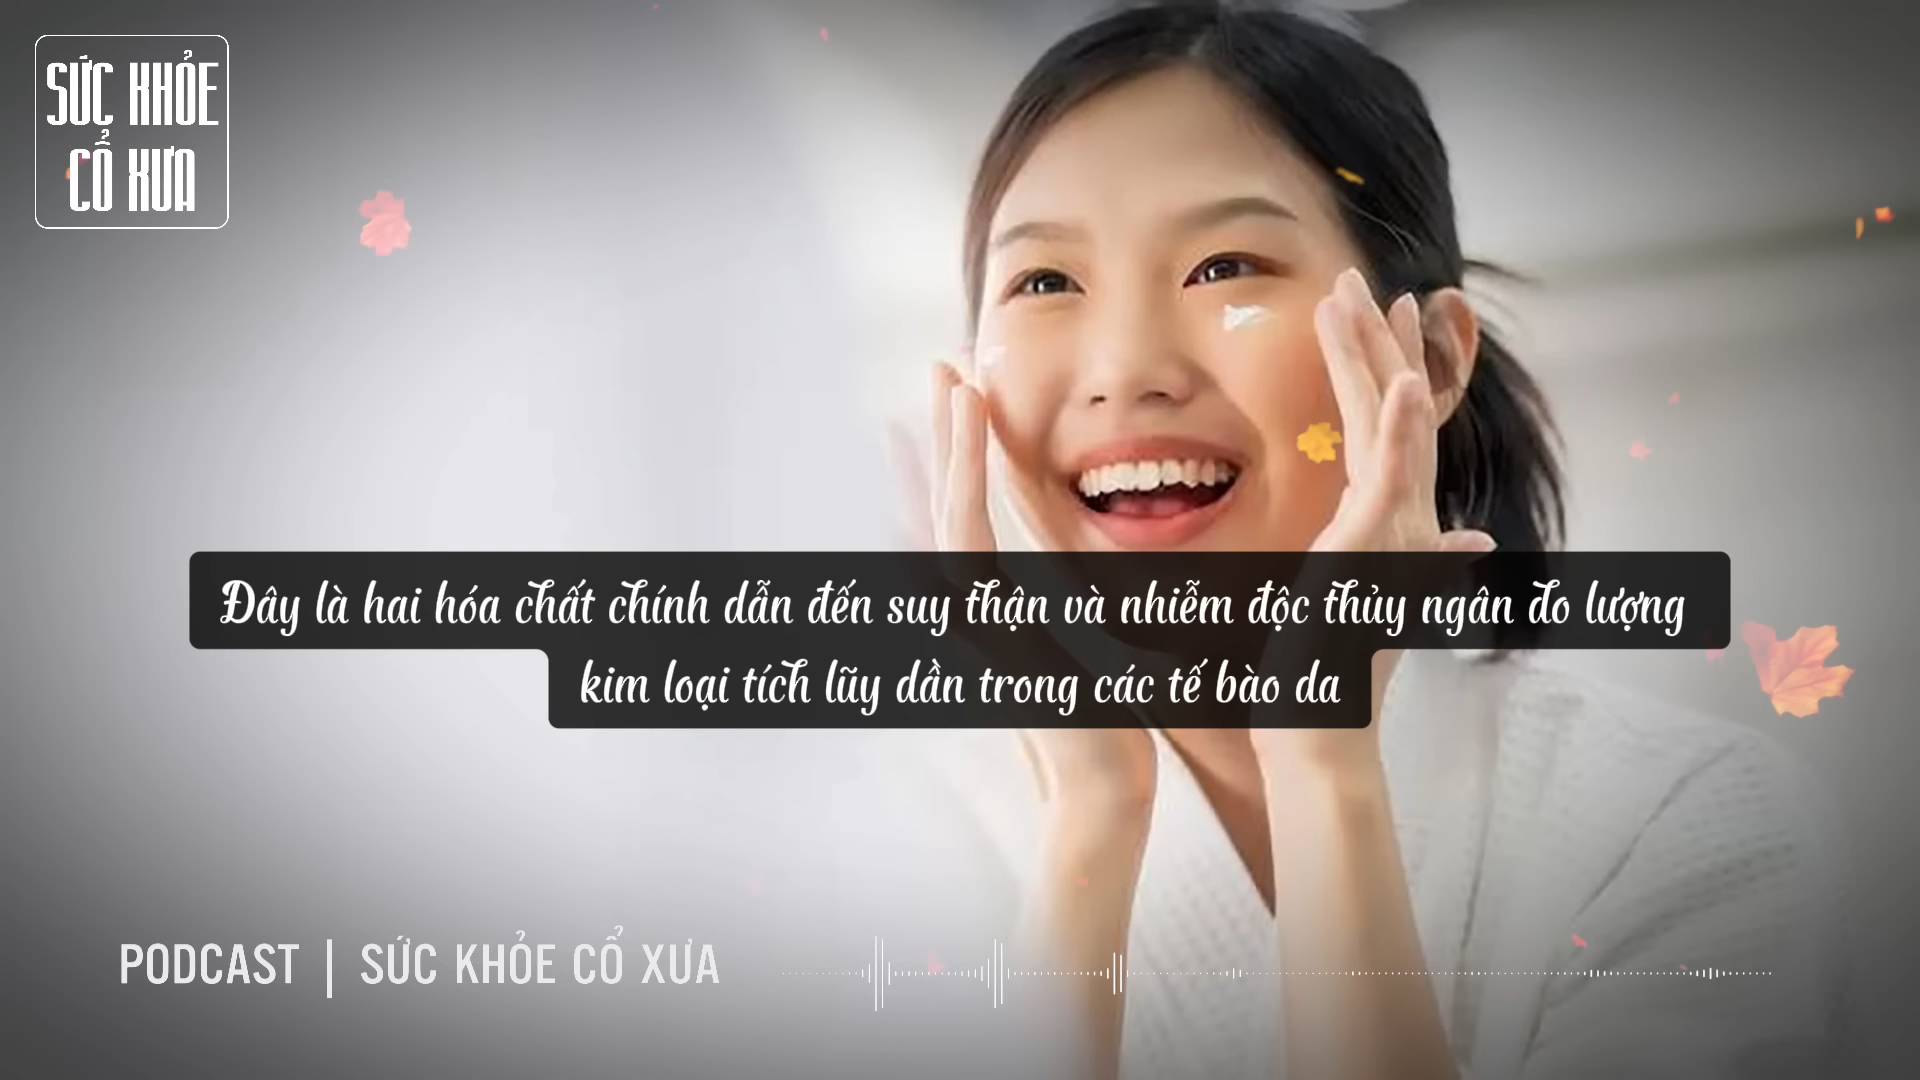 SỨC KHỎE
CỔ XƯA
Đây là hai hóa chất chính dẫn đến suy thận và nhiễm độc thủy ngân do lượng
kim loại tích lũy dần trong các tế bào da
PODCAST | SỨC KHỎE CỔ XƯA